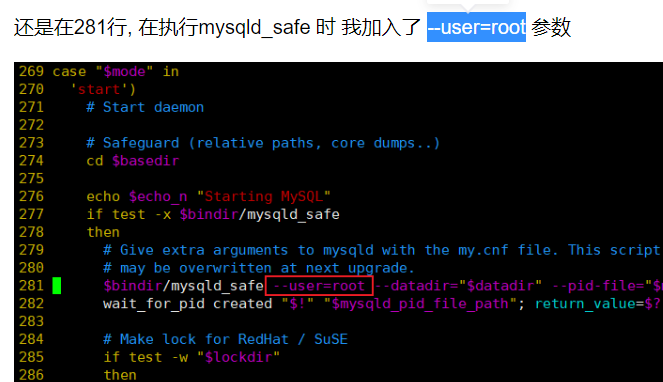 还是在281行, 在执行mysqld_safe 时 我加入了 --user=root 参数
269 case "$mode" in
270   'start')
271     # Start daemon
272
273     # Safeguard (relative paths, core dumps..)
274     cd $basedir
275
276     echo $echo_n "Starting MySQL"
277     if test -x $bindir/mysqld_safe
278     then
279       # Give extra arguments to mysqld with the my.cnf file. This script
280       # may be overwritten at next upgrade.
281       $bindir/mysqld_safe --user=root --datadir="$datadir" --pid-file="$
282       wait_for_pid created "$!" "$mysqld_pid_file_path"; return_value=$?
283
284       # Make lock for RedHat / SuSE
285       if test -w "$lockdir"
286       then